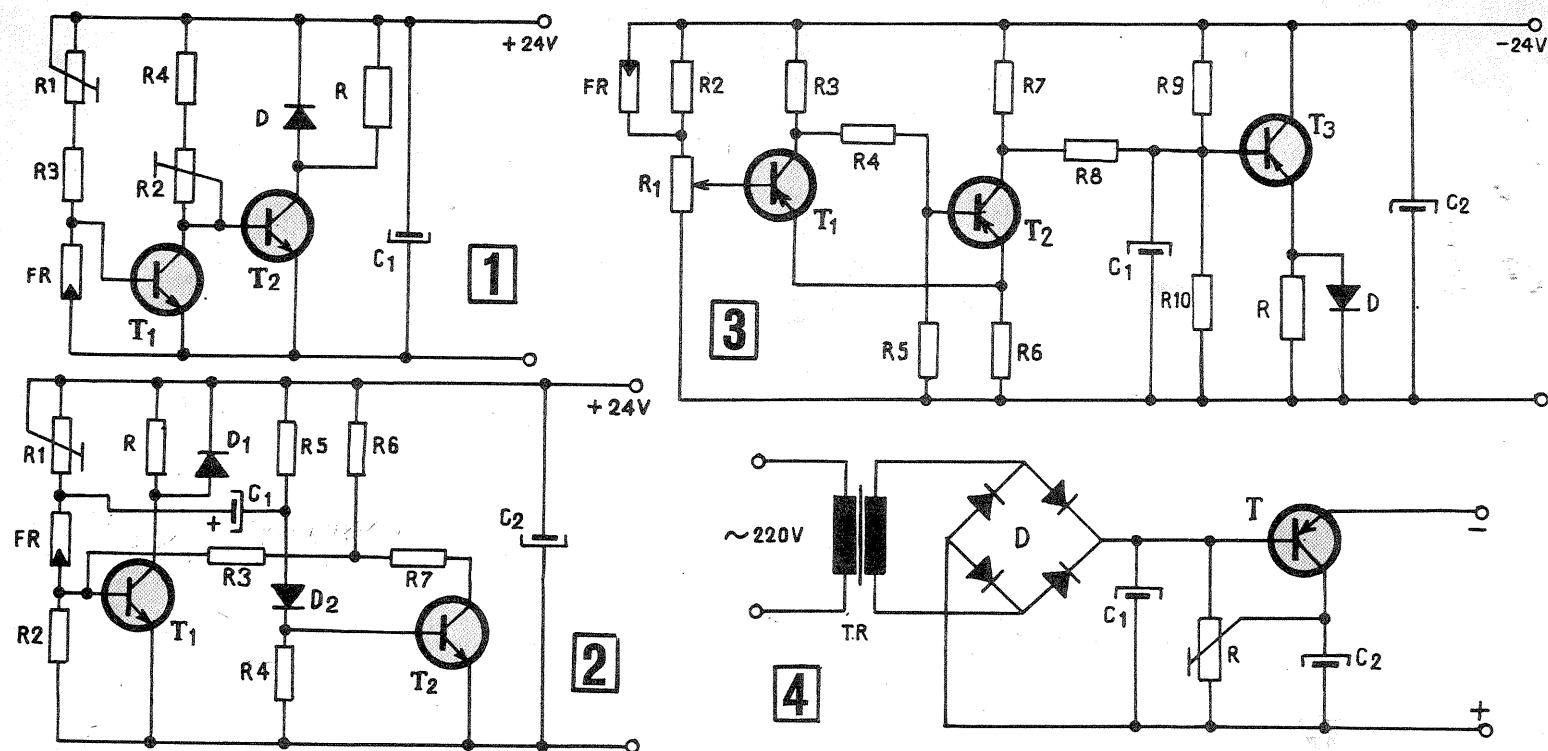 +24V
R1
R4
D
R
R3
R2
FR
T1
T2
C1
1
-24V
FR
R2
R3
R7
R9
T3
R4
R8
R1
T1
T2
C2
C1
R10
R
D
3
R5
R6
+24V
R1
R
D1
R5
R6
C1
+
C2
FR
R3
R7
D2
T1
R2
R4
T2
2
~220V
D
T
-
C1
TR
R
C2
4
+